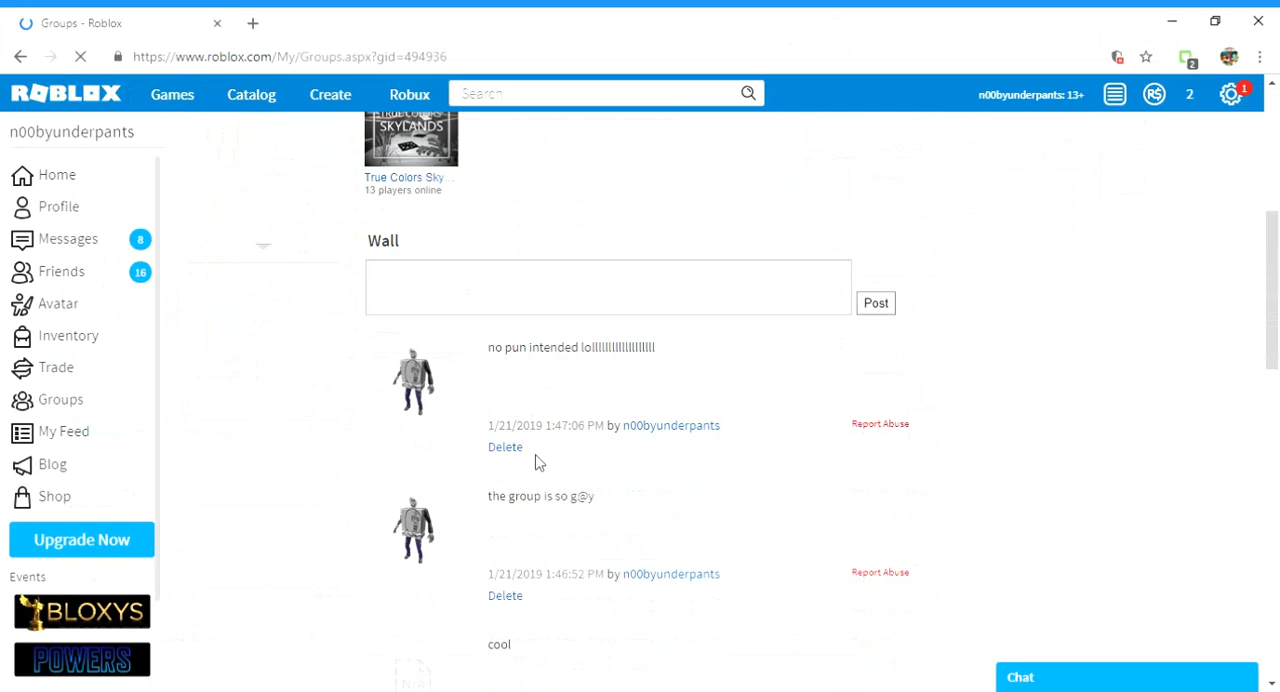 Groups - Roblox
https://www.roblox.com/My/Groups.aspx?gid=494936
2
ROBLOX Games Catalog Create Robux Search n00byunderpants: 13+ R$ 2 1
n00byunderpants
Home
Profile
Messages 8
Friends 16
Avatar
Inventory
Trade
Groups
My Feed
Blog
Shop
Upgrade Now
Events
BLOXYS
POWERS
TRUE COLORS
SKYLANDS
True Colors Sky...
13 players online
Wall
Post
no pun intended lolllllllllllllllllll
1/21/2019 1:47:06 PM by n00byunderpants Report Abuse
Delete
the group is so g@y
1/21/2019 1:46:52 PM by n00byunderpants Report Abuse
Delete
cool
N/A
Chat